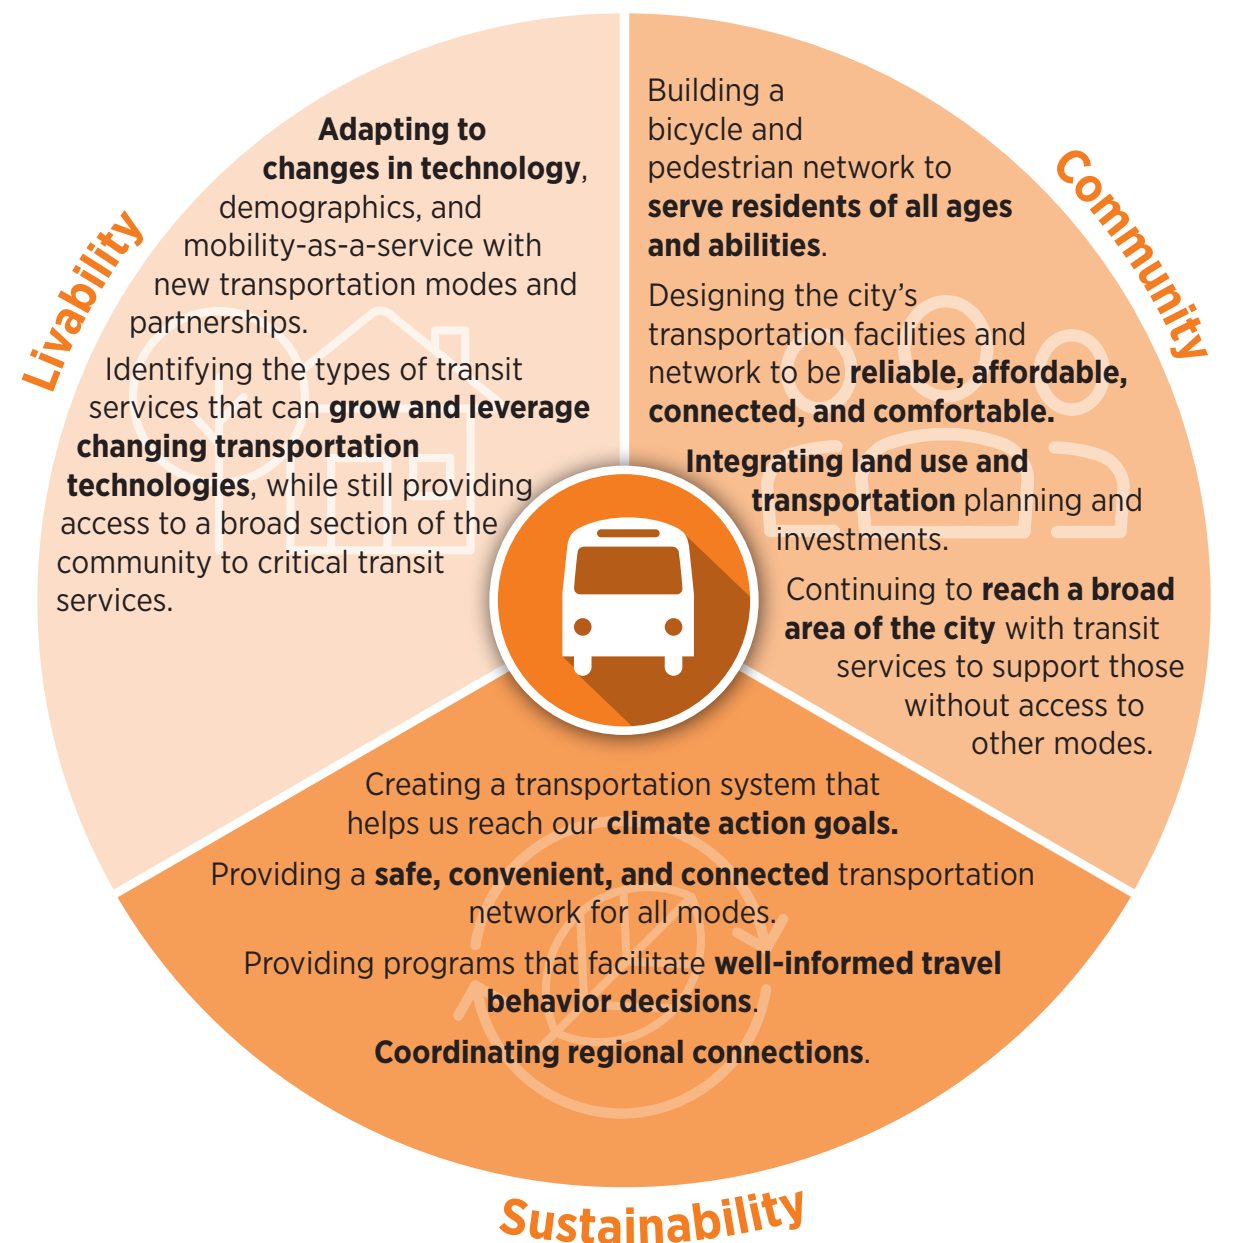 Livability
Adapting to
changes in technology,
demographics, and
mobility-as-a-service with
new transportation modes and
partnerships.
Identifying the types of transit
services that can grow and leverage
changing transportation
technologies, while still providing
access to a broad section of the
community to critical transit
services.
Community
Building a
bicycle and
pedestrian network to
serve residents of all ages
and abilities.
Designing the city’s
transportation facilities and
network to be reliable, affordable,
connected, and comfortable.
Integrating land use and
transportation planning and
investments.
Continuing to reach a broad
area of the city with transit
services to support those
without access to
other modes.
Creating a transportation system that
helps us reach our climate action goals.
Providing a safe, convenient, and connected transportation
network for all modes.
Providing programs that facilitate well-informed travel
behavior decisions.
Coordinating regional connections.
Sustainability